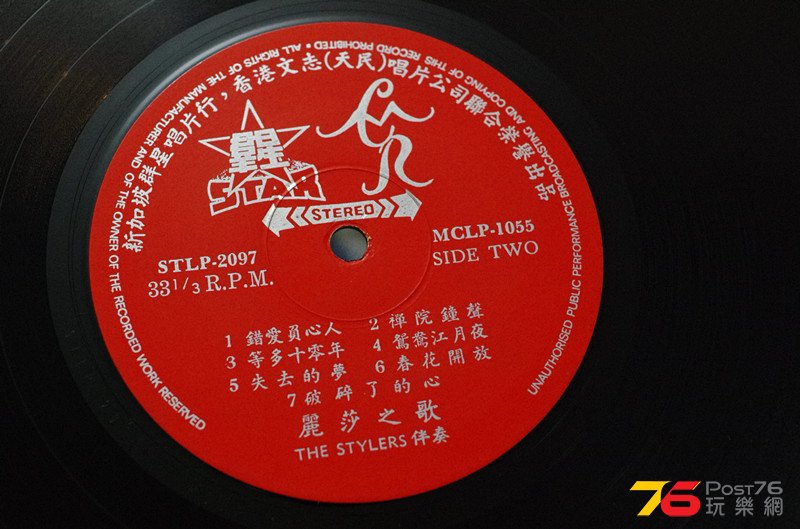 新加坡群星唱片行，香港文志(天民)唱片公司聯合榮譽出品
群星
STAR
STEREO
STLP-2097
MCLP-1055
33 1/3 R.P.M.
SIDE TWO
1 錯愛負心人 2 禪院鐘聲
3 等多十零年 4 鴛鴦江月夜
5 失去的夢 6 春花開放
7 破碎了的心
麗莎之歌
THE STYLERS 伴奏
ALL RIGHTS OF THE MANUFACTURER AND OF THE OWNER OF THE RECORDED WORK RESERVED
UNAUTHORISED PUBLIC PERFORMANCE BROADCASTING AND COPYING OF THIS RECORD PROHIBITED •
76 POST76
玩樂網